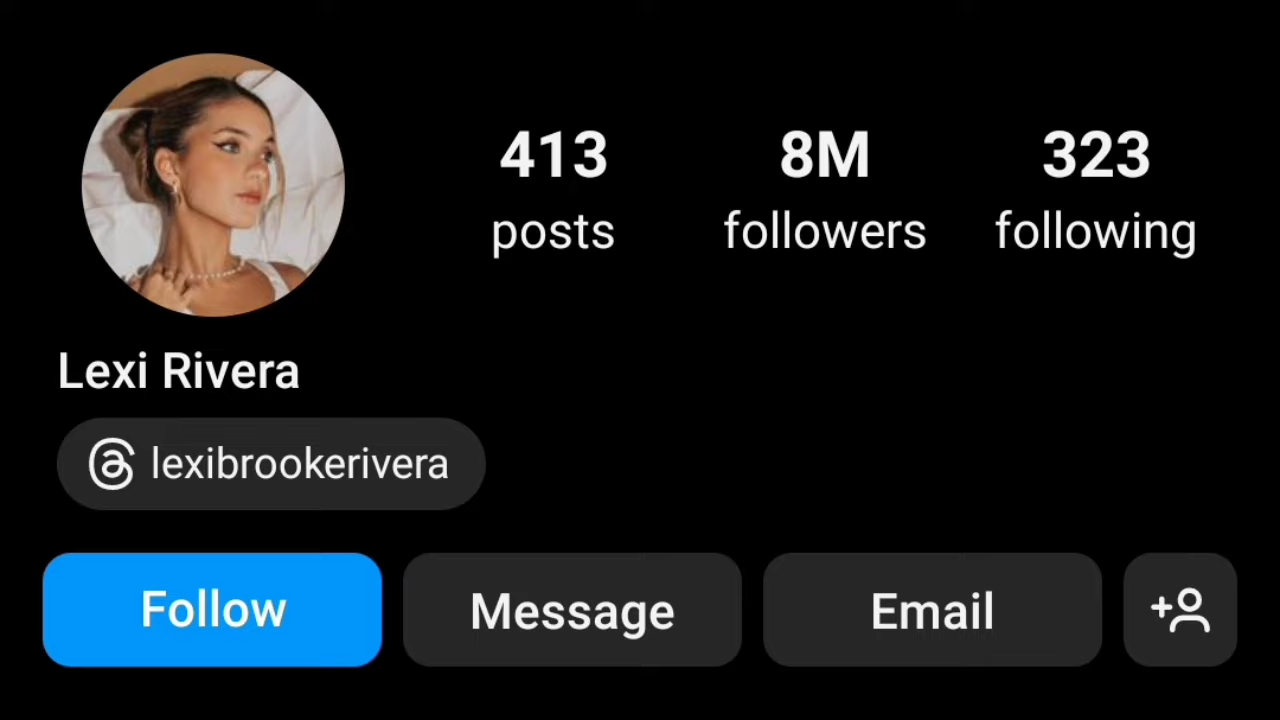 413 8M 323
posts followers following
Lexi Rivera
lexibrookerivera
Follow Message Email